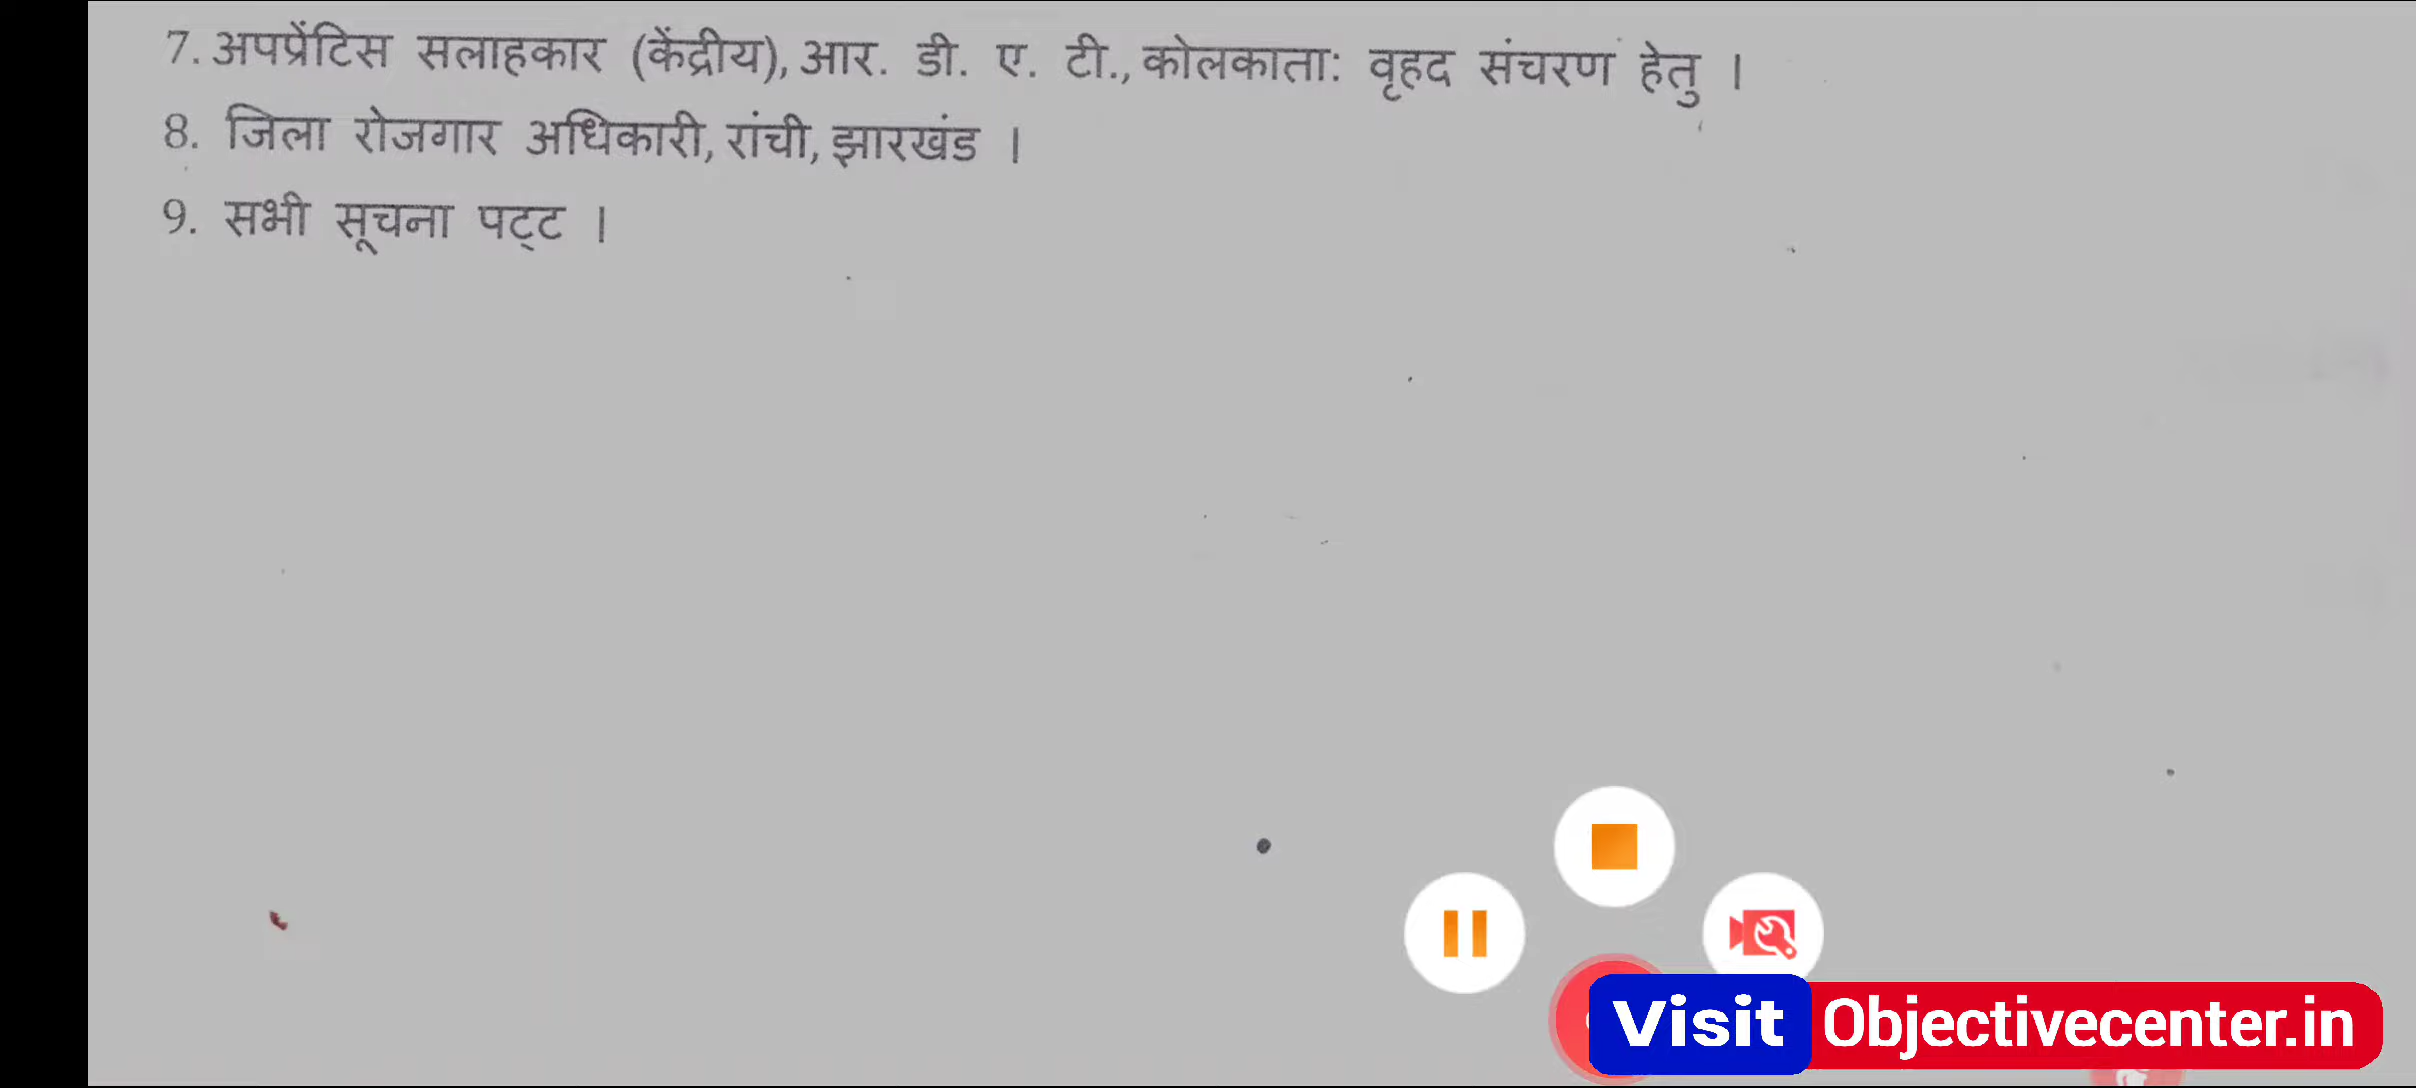 7. अपप्रेंटिस सलाहकार (केंद्रीय), आर. डी. ए. टी., कोलकाता: वृहद संचरण हेतु ।
8. जिला रोजगार अधिकारी, रांची, झारखंड ।
9. सभी सूचना पट्ट ।
Visit Objectivecenter.in